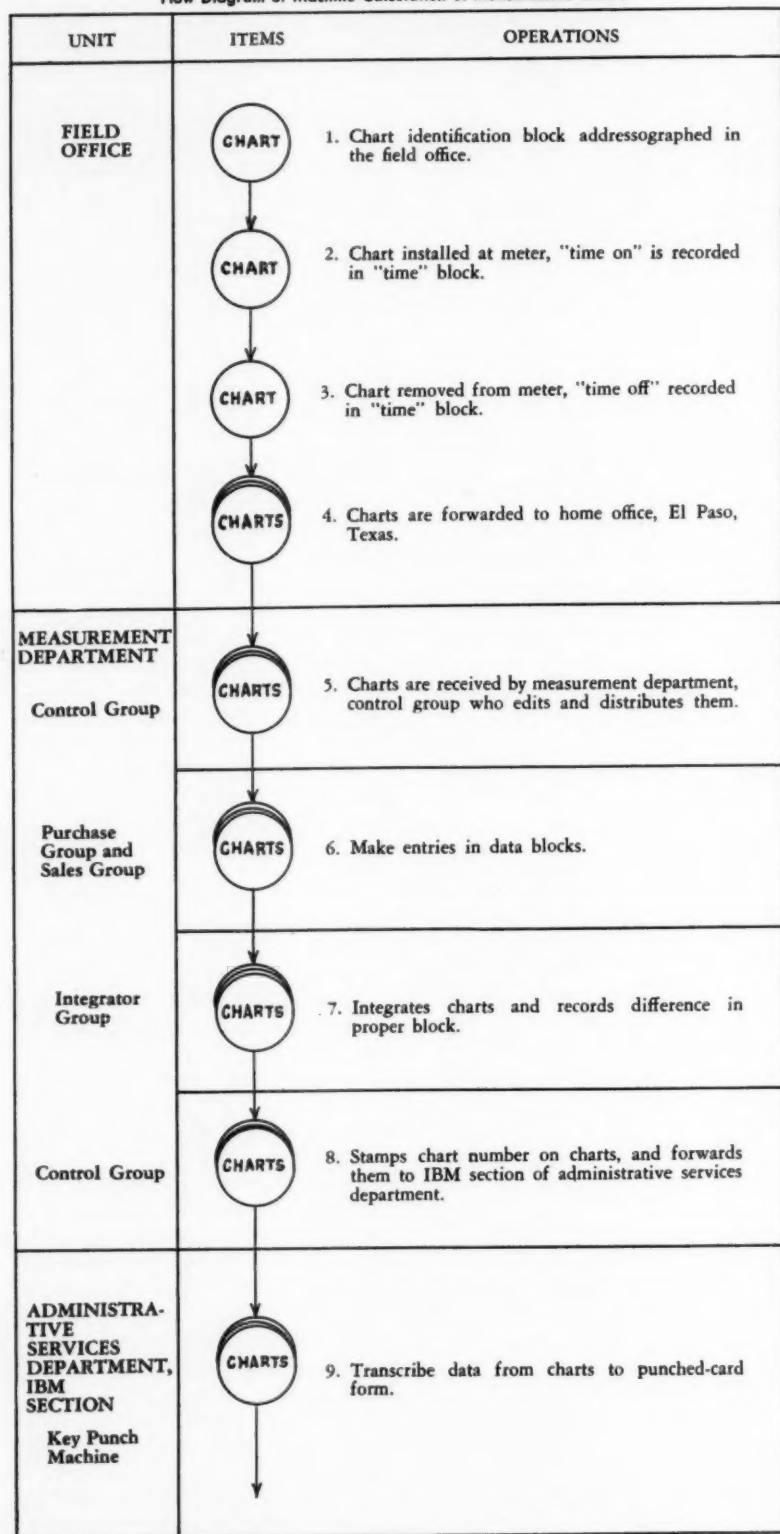 Flow Diagram of Machine Calculation of
UNIT ITEMS OPERATIONS
FIELD
OFFICE
CHART
1. Chart identification block addressographed in
the field office.
CHART
2. Chart installed at meter, "time on" is recorded
in "time" block.
CHART
3. Chart removed from meter, "time off" recorded
in "time" block.
CHARTS
4. Charts are forwarded to home office, El Paso,
Texas.
MEASUREMENT
DEPARTMENT
Control Group
CHARTS
5. Charts are received by measurement department,
control group who edits and distributes them.
Purchase
Group and
Sales Group
CHARTS
6. Make entries in data blocks.
Integrator
Group
CHARTS
7. Integrates charts and records difference in
proper block.
Control Group
CHARTS
8. Stamps chart number on charts, and forwards
them to IBM section of administrative services
department.
ADMINISTRA-
TIVE
SERVICES
DEPARTMENT,
IBM
SECTION
Key Punch
Machine
CHARTS
9. Transcribe data from charts to punched-card
form.